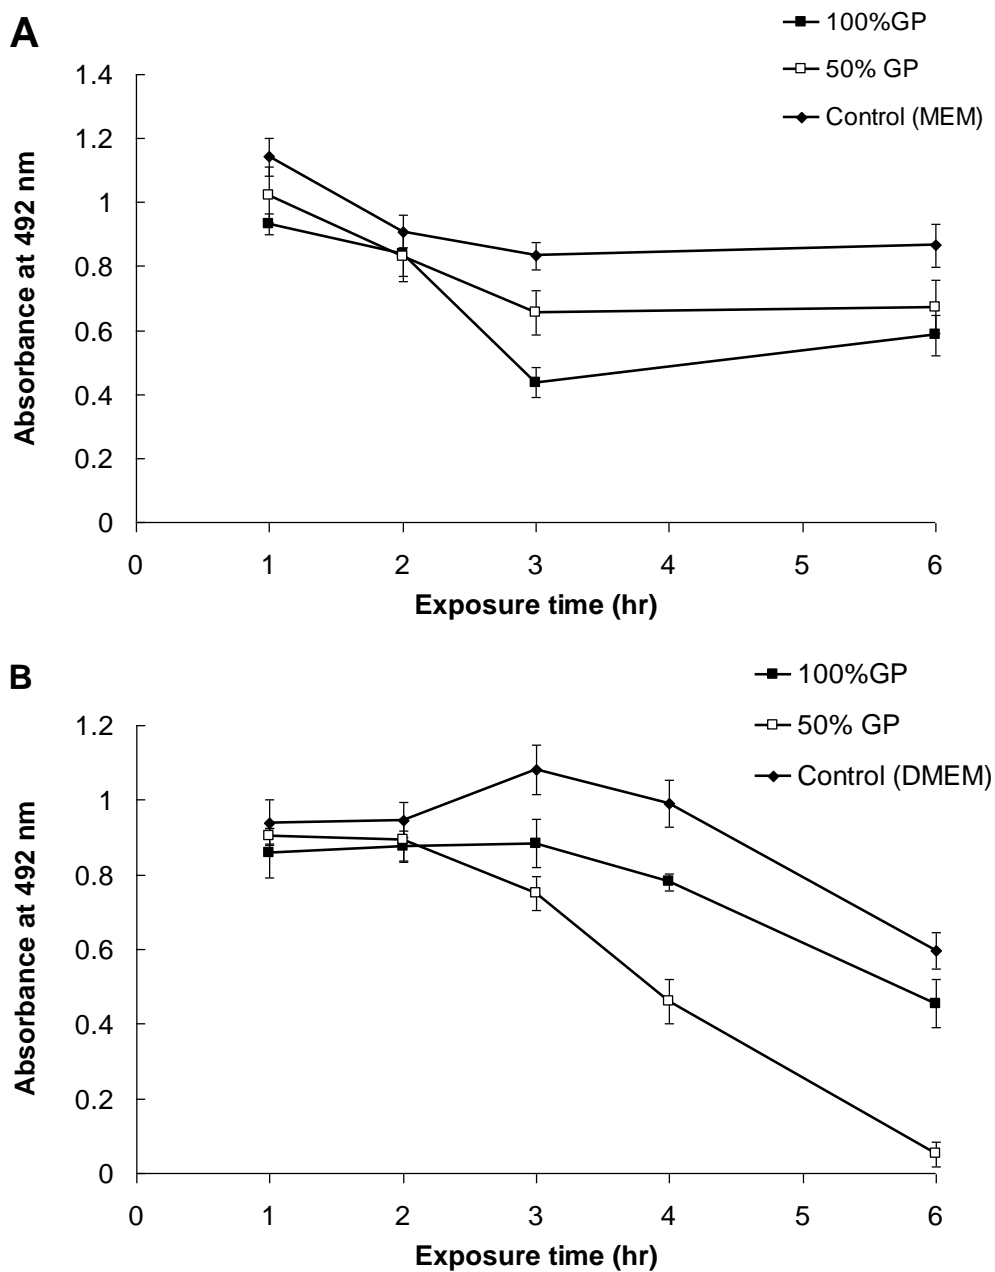 A
100%GP
50% GP
Control (MEM)
1.4
1.2
1
0.8
0.6
0.4
0.2
0
Absorbance at 492 nm
0 1 2 3 4 5 6
Exposure time (hr)
B
100%GP
50% GP
Control (DMEM)
1.2
1
0.8
0.6
0.4
0.2
0
Absorbance at 492 nm
0 1 2 3 4 5 6
Exposure time (hr)